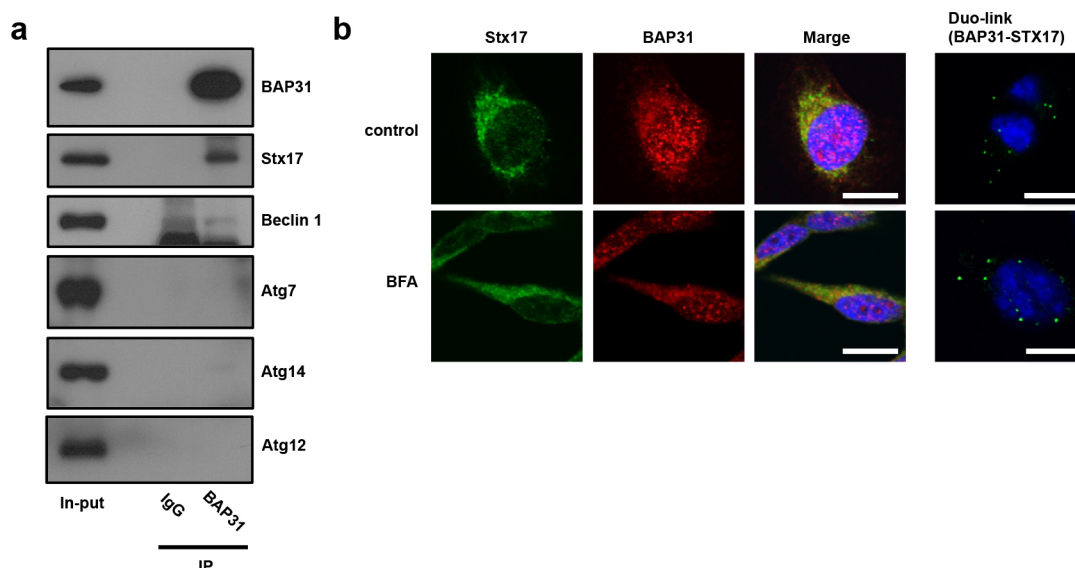 a
BAP31
Stx17
Beclin 1
Atg7
Atg14
Atg12
In-put
IgG
BAP31
IP
b
Stx17
BAP31
Marge
Duo-link
(BAP31-STX17)
control
BFA